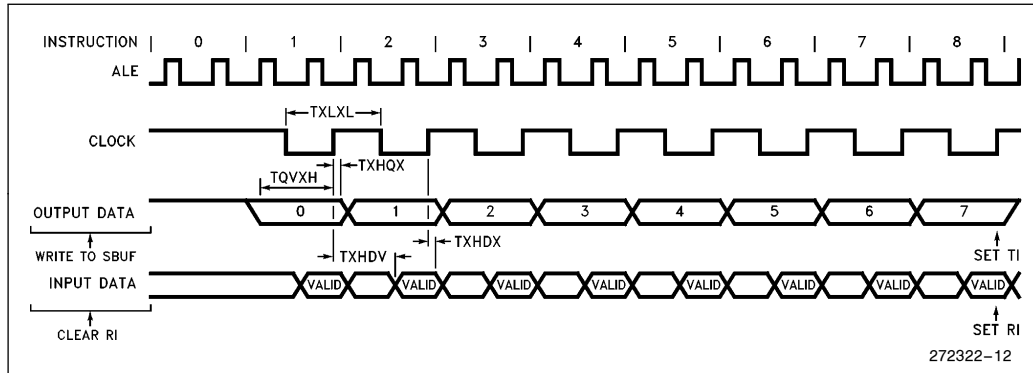 INSTRUCTION | 0 | 1 | 2 | 3 | 4 | 5 | 6 | 7 | 8 |
ALE
TXLXL
CLOCK
TQVXH TXHQX
OUTPUT DATA 0 1 2 3 4 5 6 7
WRITE TO SBUF TXHDV TXHDX SET TI
INPUT DATA VALID VALID VALID VALID VALID VALID VALID VALID
CLEAR RI SET RI
272322-12